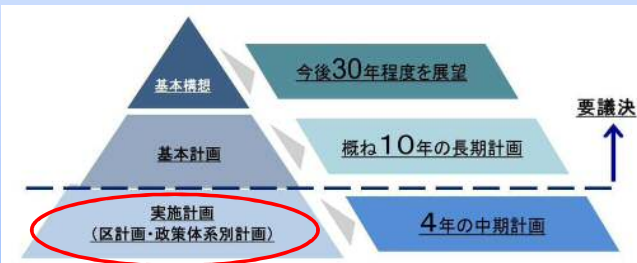 基本構想
今後30年程度を展望
要議決
基本計画
概ね10年の長期計画
実施計画
(区計画・政策体系別計画)
4年の中期計画